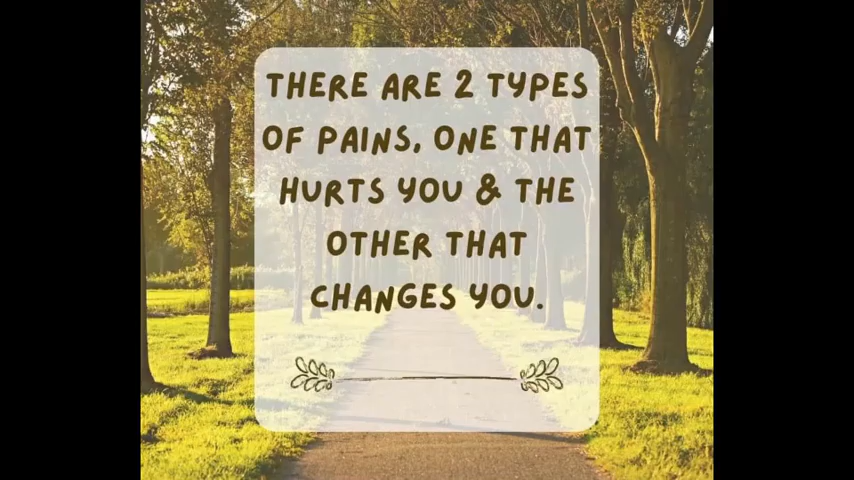 THERE ARE 2 TYPES
OF PAINS, ONE THAT
HURTS YOU & THE
OTHER THAT
CHANGES YOU.